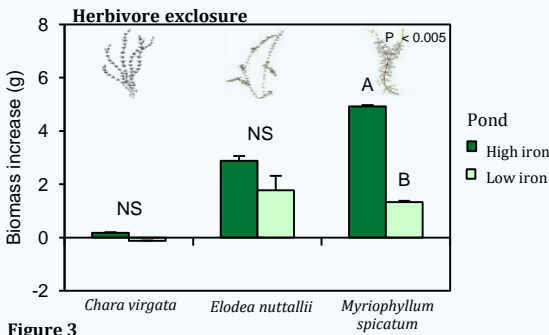 Herbivore exclosure
P < 0.005
8
6
4
2
0
-2
Biomass increase (g)
NS
NS
A
B
Pond
High iron
Low iron
Chara virgata
Elodea nuttallii
Myriophyllum
spicatum
Figure 3